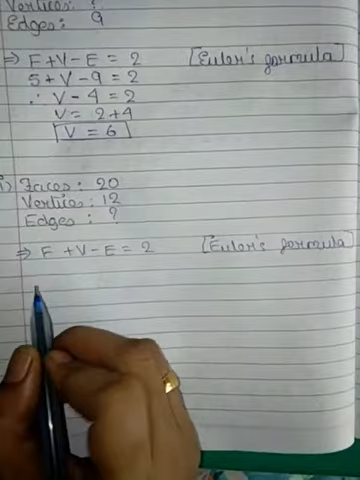 Vertices: ?
Edges: 9
⇒ F+V-E = 2 [Euler's formula]
5+V-9 = 2
∴ V-4 = 2
V = 2+4
V = 6
i) Faces: 20
Vertice: 12
Edges: ?
⇒ F +V-E = 2 [Euler's formula]